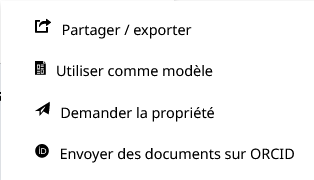 Partager / exporter
Utiliser comme modèle
Demander la propriété
Envoyer des documents sur ORCID